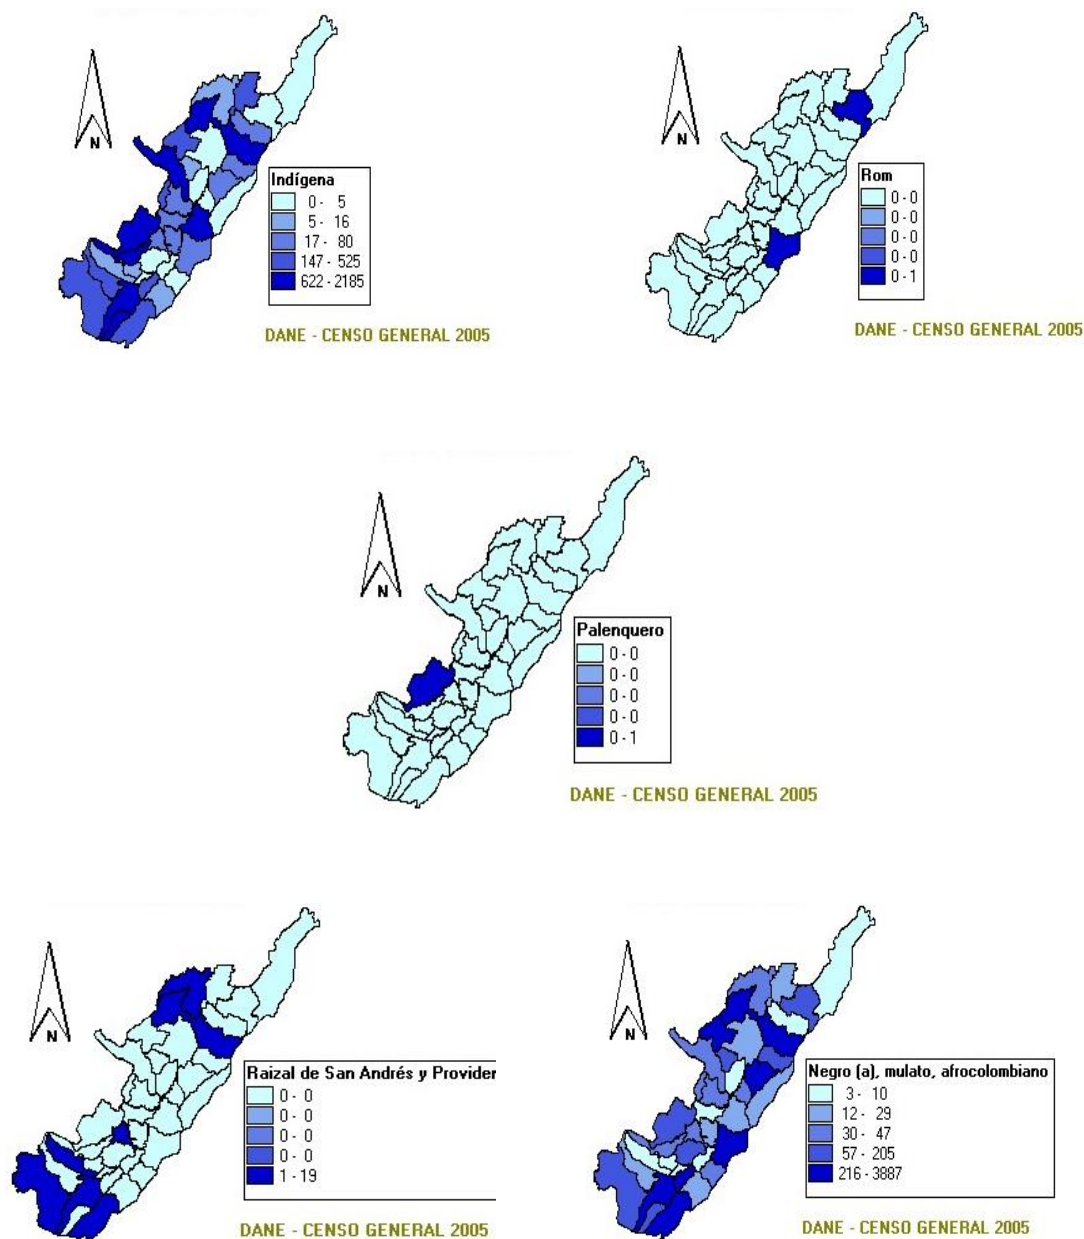 N
Indígena
0 - 5
5 - 16
17 - 80
147 - 525
622 - 2185
DANE - CENSO GENERAL 2005
N
Rom
0 - 0
0 - 0
0 - 0
0 - 0
0 - 1
DANE - CENSO GENERAL 2005
N
Palenquero
0 - 0
0 - 0
0 - 0
0 - 0
0 - 1
DANE - CENSO GENERAL 2005
N
Raizal de San Andrés y Provider
0 - 0
0 - 0
0 - 0
0 - 0
1 - 19
DANE - CENSO GENERAL 2005
N
Negro (a), mulato, afrocolombiano
3 - 10
12 - 29
30 - 47
57 - 205
216 - 3887
DANE - CENSO GENERAL 2005